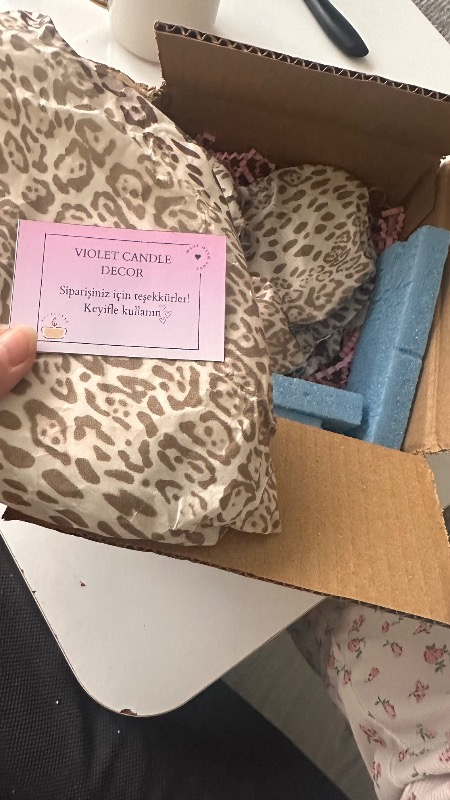 VIOLET CANDLE
DECOR
Siparişiniz için teşekkürler!
Keyifle kullanın